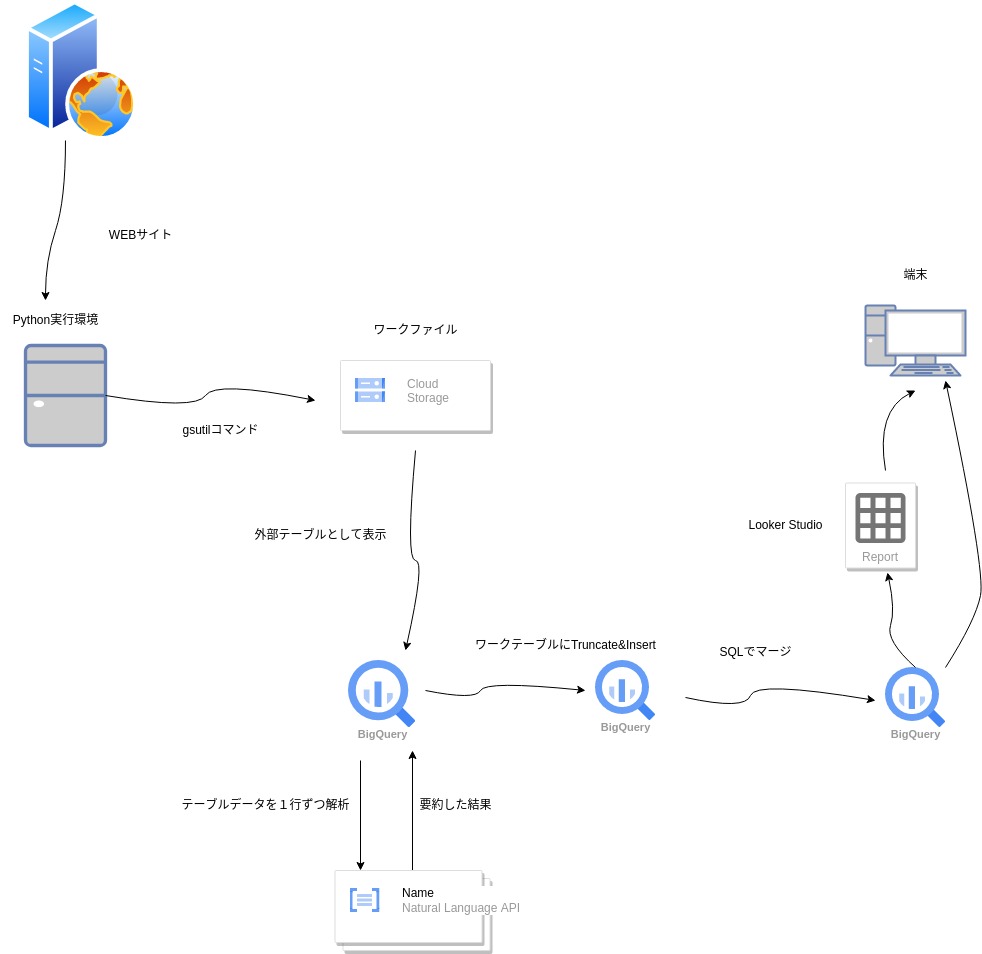 WEBサイト
端末
Python実行環境
ワークファイル
Cloud
Storage
gsutilコマンド
Looker Studio
外部テーブルとして表示
Report
ワークテーブルにTruncate&Insert
SQLでマージ
BigQuery
BigQuery
BigQuery
テーブルデータを１行ずつ解析
要約した結果
Name
Natural Language API